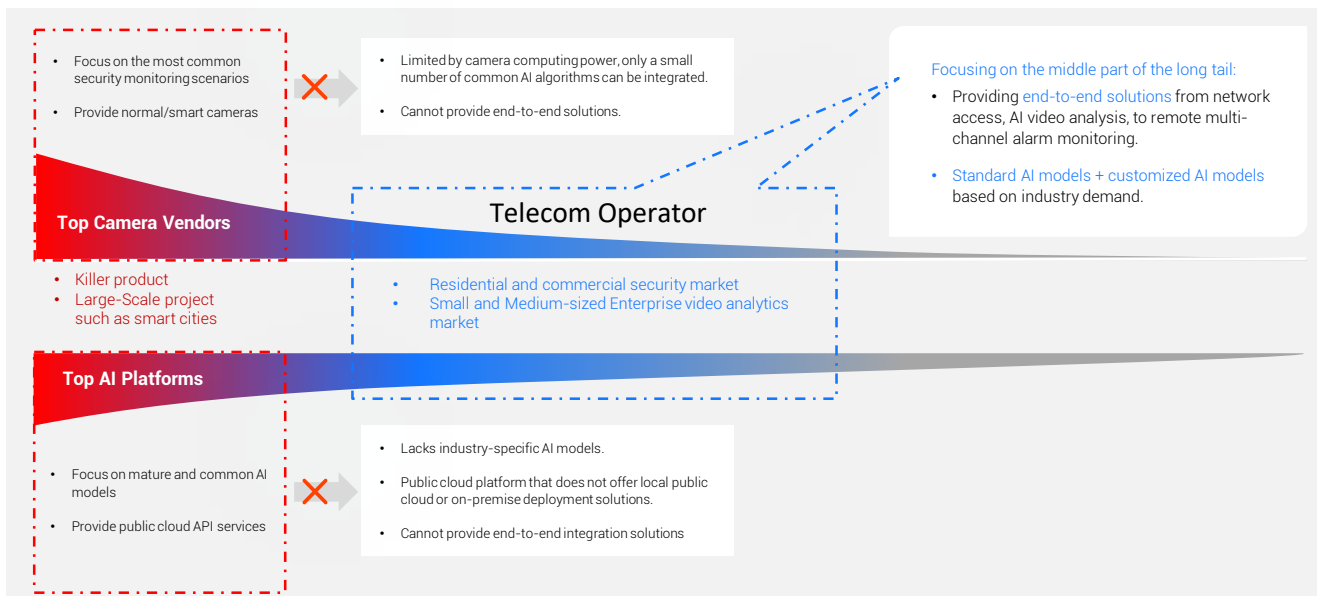 • Focus on the most common
security monitoring scenarios
• Provide normal/smart cameras
• Limited by camera computing power, only a small
number of common AI algorithms can be integrated.
• Cannot provide end-to-end solutions.
Focusing on the middle part of the long tail:
• Providing end-to-end solutions from network
access, AI video analysis, to remote multi-
channel alarm monitoring.
• Standard AI models + customized AI models
based on industry demand.
Top Camera Vendors
Telecom Operator
• Killer product
• Large-Scale project
such as smart cities
• Residential and commercial security market
• Small and Medium-sized Enterprise video analytics
market
Top AI Platforms
• Focus on mature and common AI
models
• Provide public cloud API services
• Lacks industry-specific AI models.
• Public cloud platform that does not offer local public
cloud or on-premise deployment solutions.
• Cannot provide end-to-end integration solutions